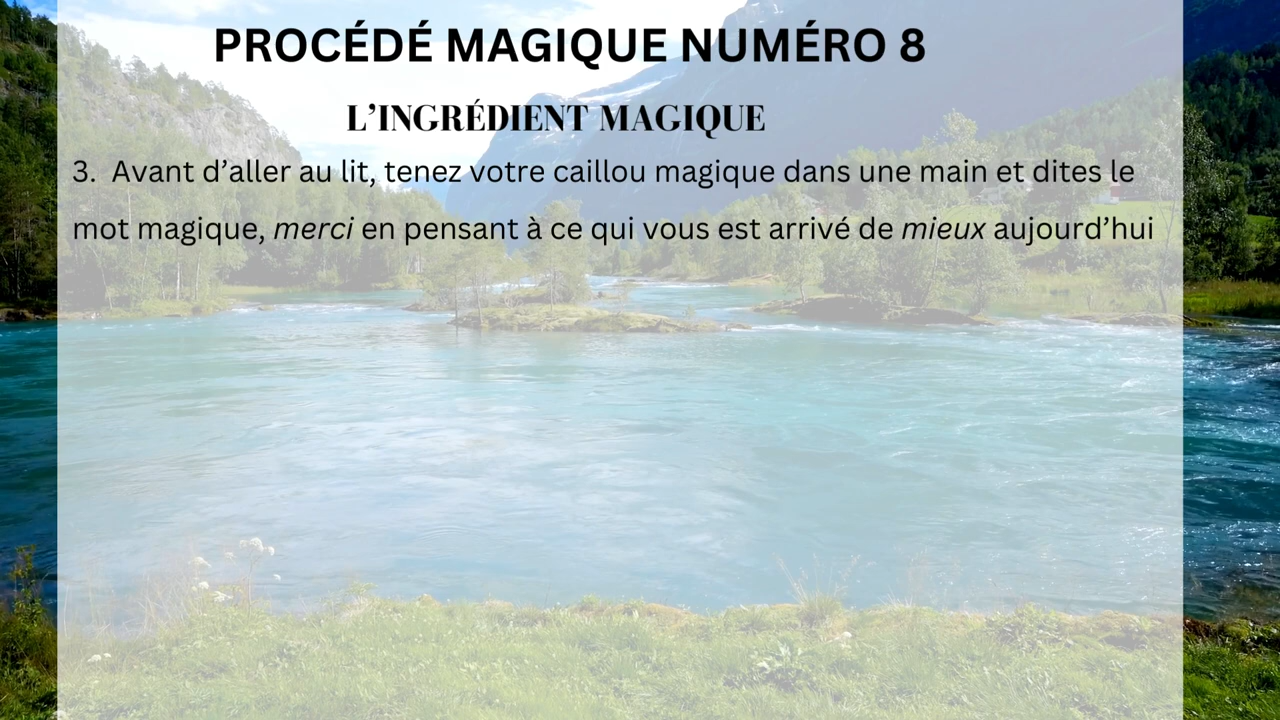 PROCÉDÉ MAGIQUE NUMÉRO 8
L’INGRÉDIENT MAGIQUE
3. Avant d’aller au lit, tenez votre caillou magique dans une main et dites le
mot magique, merci en pensant à ce qui vous est arrivé de mieux aujourd’hui